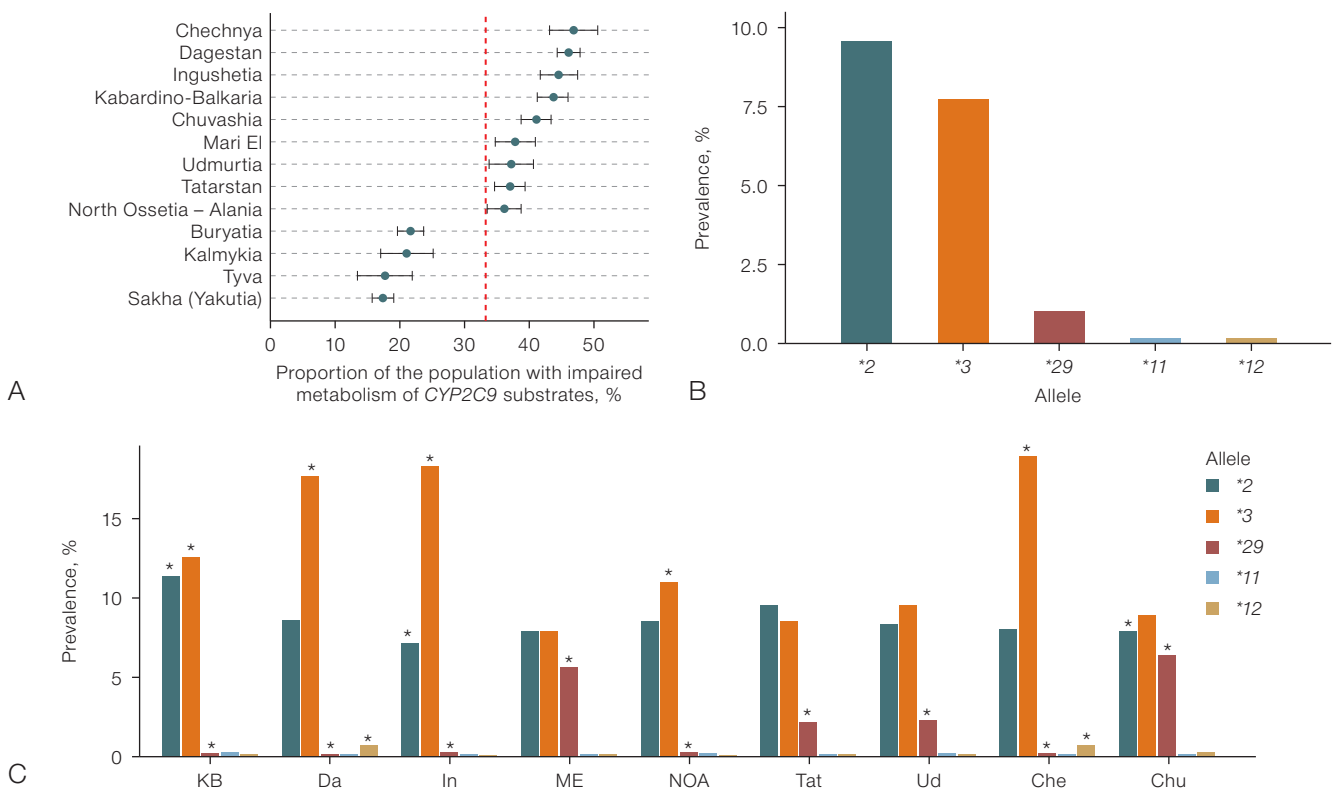 Chechnya
Dagestan
Ingushetia
Kabardino-Balkaria
Chuvashia
Mari El
Udmurtia
Tatarstan
North Ossetia – Alania
Buryatia
Kalmykia
Tyva
Sakha (Yakutia)
0 10 20 30 40 50
Proportion of the population with impaired
metabolism of CYP2C9 substrates, %
A
Prevalence, %
10.0
7.5
5.0
2.5
0.0
*2 *3 *29 *11 *12
Allele
B
Prevalence, %
15
10
5
0
* * *
* * *
* * *
*
* *
*
*
* * *
* *
KB Da In ME NOA Tat Ud Che Chu
Allele
*2
*3
*29
*11
*12
C